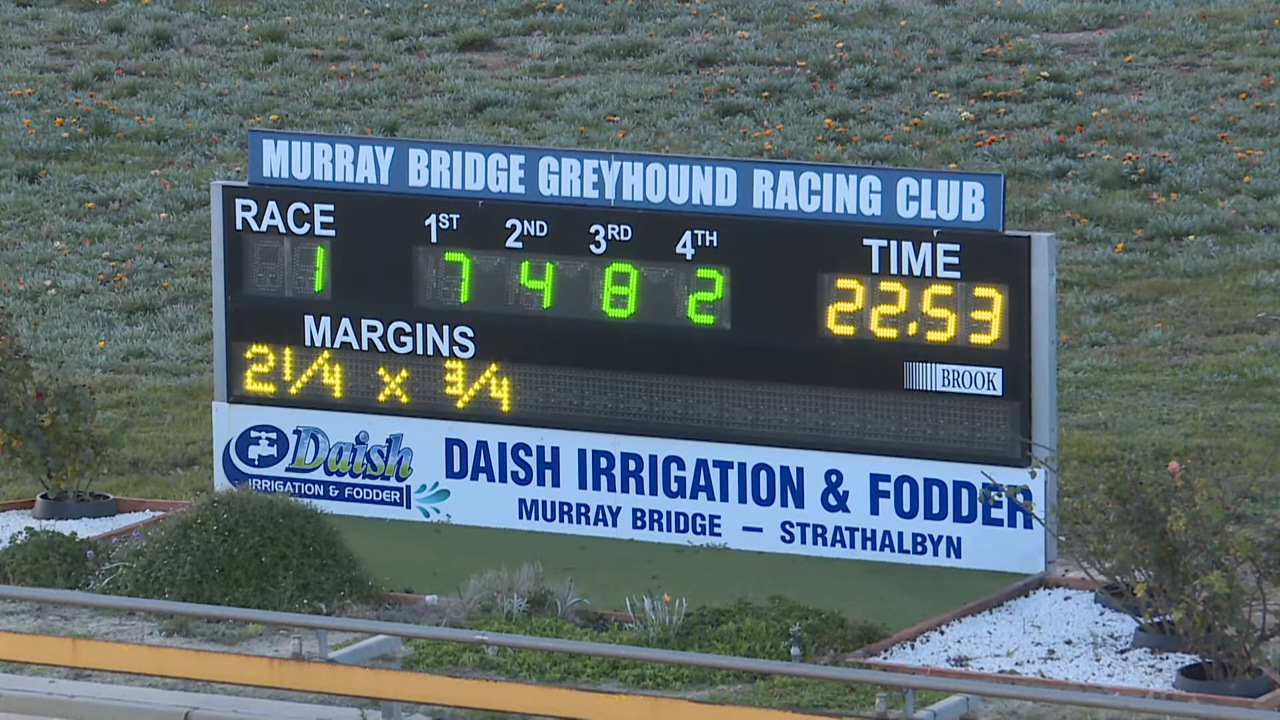 MURRAY BRIDGE GREYHOUND RACING CLUB
RACE 1ST 2ND 3RD 4TH TIME
1 7 4 8 2 22.53
MARGINS
2 1/4 x 3/4
BROOK
Daish
IRRIGATION & FODDER
DAISH IRRIGATION & FODDER
MURRAY BRIDGE – STRATHALBYN